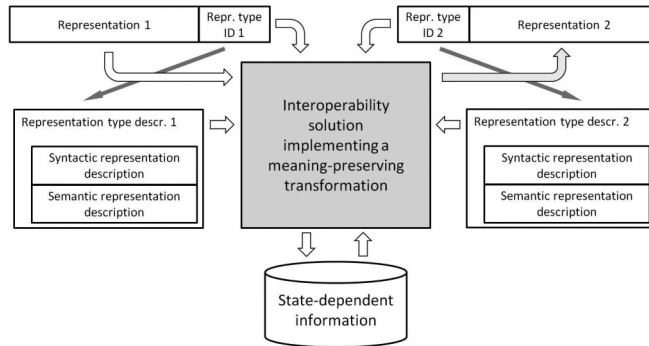 Representation 1
Repr. type
ID 1
Repr. type
ID 2
Representation 2
Representation type descr. 1
Syntactic representation
description
Semantic representation
description
Interoperability
solution
implementing a
meaning-preserving
transformation
Representation type descr. 2
Syntactic representation
description
Semantic representation
description
State-dependent
information